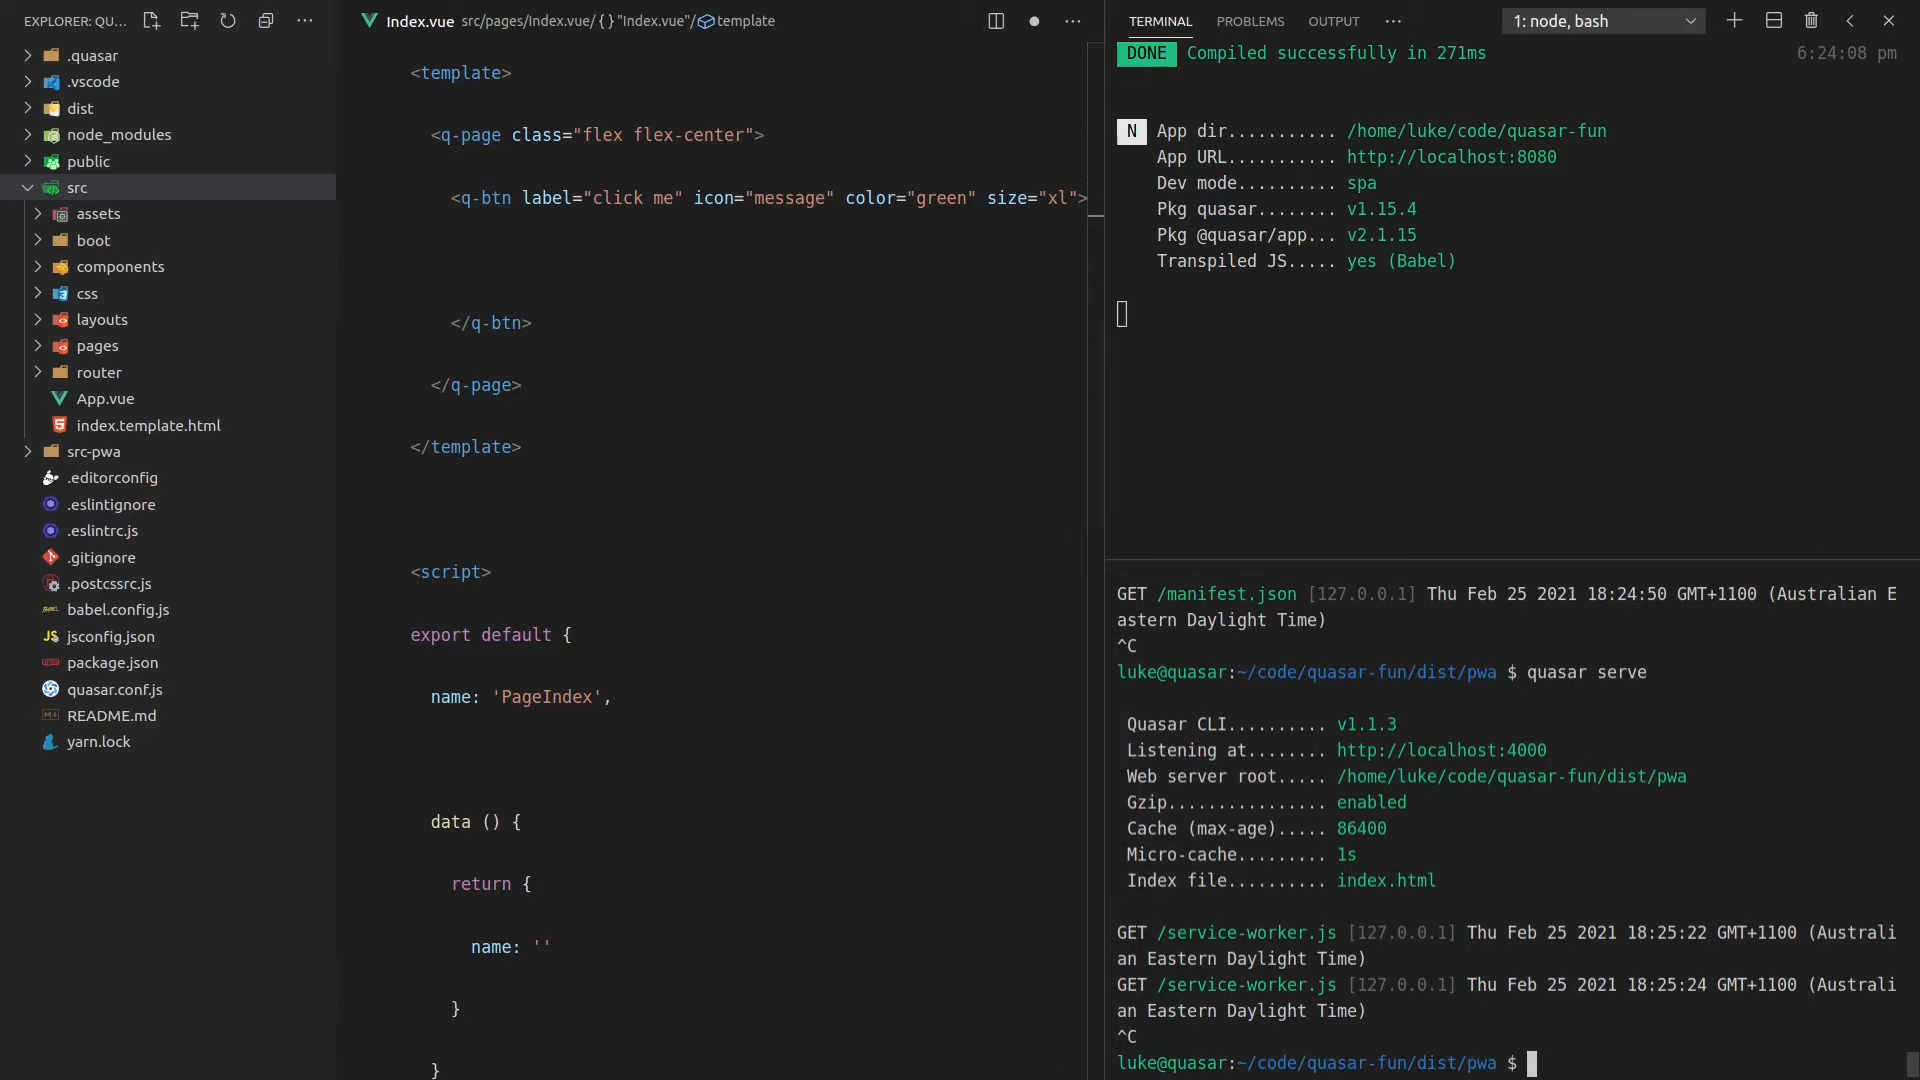 EXPLORER: QU...
.quasar
.vscode
dist
node_modules
public
src
assets
boot
components
css
layouts
pages
router
App.vue
index.template.html
src-pwa
.editorconfig
.eslintignore
.eslintrc.js
.gitignore
.postcssrc.js
babel.config.js
JS jsconfig.json
package.json
quasar.conf.js
README.md
yarn.lock
Index.vue src/pages/Index.vue/ {} "Index.vue"/ template
<template>
<q-page class="flex flex-center">
<q-btn label="click me" icon="message" color="green" size="xl">
</q-btn>
</q-page>
</template>
<script>
export default {
name: 'PageIndex',
data () {
return {
name: ''
}
}
TERMINAL PROBLEMS OUTPUT ... 1: node, bash
DONE Compiled successfully in 271ms 6:24:08 pm
N App dir........... /home/luke/code/quasar-fun
App URL........... http://localhost:8080
Dev mode.......... spa
Pkg quasar........ v1.15.4
Pkg @quasar/app... v2.1.15
Transpiled JS..... yes (Babel)
GET /manifest.json [127.0.0.1] Thu Feb 25 2021 18:24:50 GMT+1100 (Australian E
astern Daylight Time)
^C
luke@quasar:~/code/quasar-fun/dist/pwa $ quasar serve
Quasar CLI.......... v1.1.3
Listening at........ http://localhost:4000
Web server root..... /home/luke/code/quasar-fun/dist/pwa
Gzip................ enabled
Cache (max-age)..... 86400
Micro-cache......... 1s
Index file.......... index.html
GET /service-worker.js [127.0.0.1] Thu Feb 25 2021 18:25:22 GMT+1100 (Australi
an Eastern Daylight Time)
GET /service-worker.js [127.0.0.1] Thu Feb 25 2021 18:25:24 GMT+1100 (Australi
an Eastern Daylight Time)
^C
luke@quasar:~/code/quasar-fun/dist/pwa $